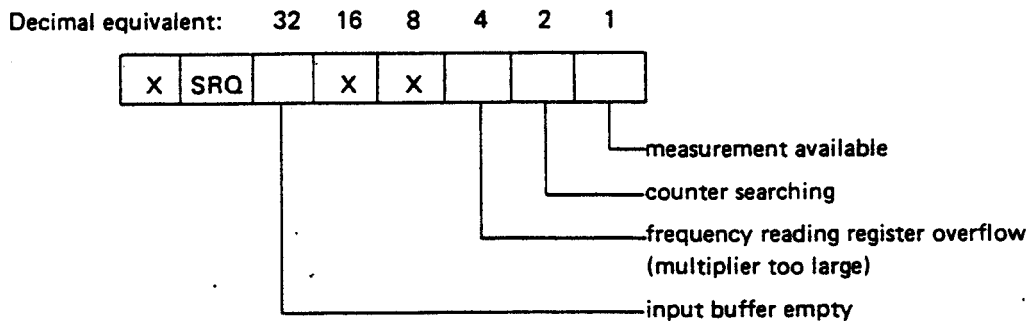 Decimal equivalent: 32 16 8 4 2 1
X SRQ X X
measurement available
counter searching
frequency reading register overflow
(multiplier too large)
input buffer empty